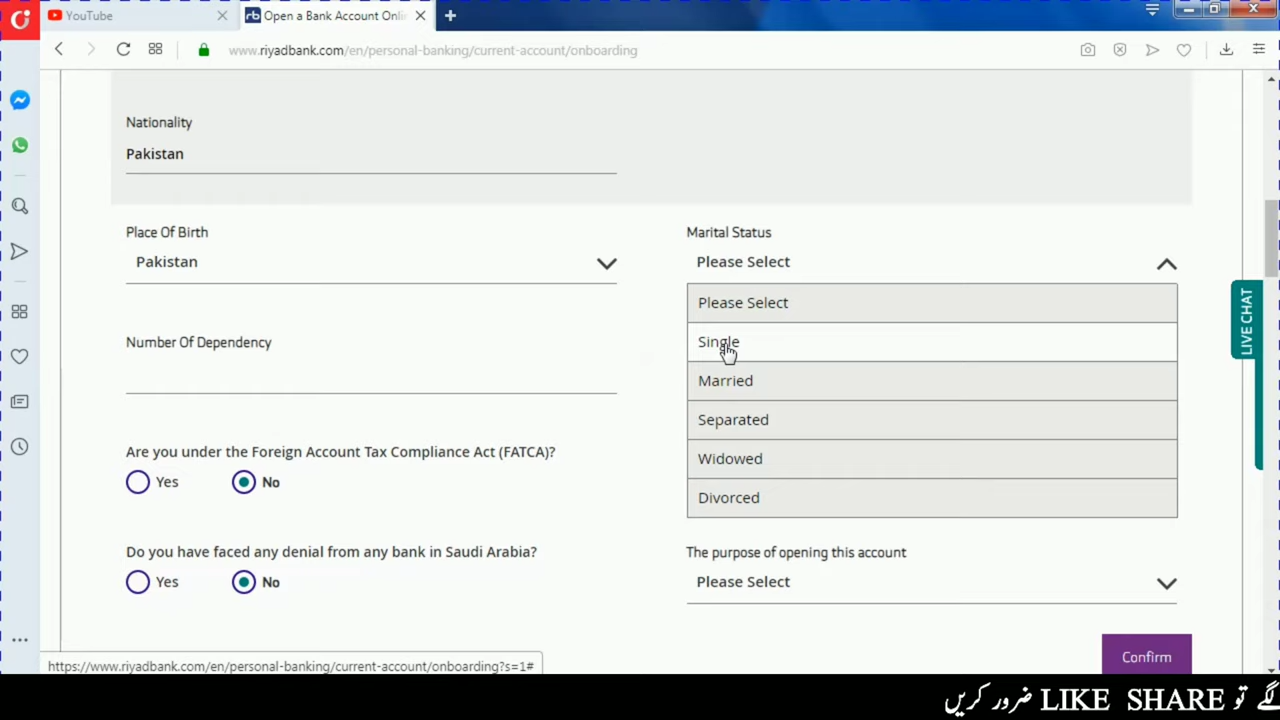 YouTube
rb Open a Bank Account Onli
www.riyadbank.com/en/personal-banking/current-account/onboarding
Nationality
Pakistan
Place Of Birth
Pakistan
Marital Status
Please Select
Please Select
Single
Married
Separated
Widowed
Divorced
Number Of Dependency
Are you under the Foreign Account Tax Compliance Act (FATCA)?
Yes
No
Do you have faced any denial from any bank in Saudi Arabia?
Yes
No
The purpose of opening this account
Please Select
Confirm
LIVE CHAT
https://www.riyadbank.com/en/personal-banking/current-account/onboarding?s=1#
لگے تو LIKE SHARE ضرور کریں